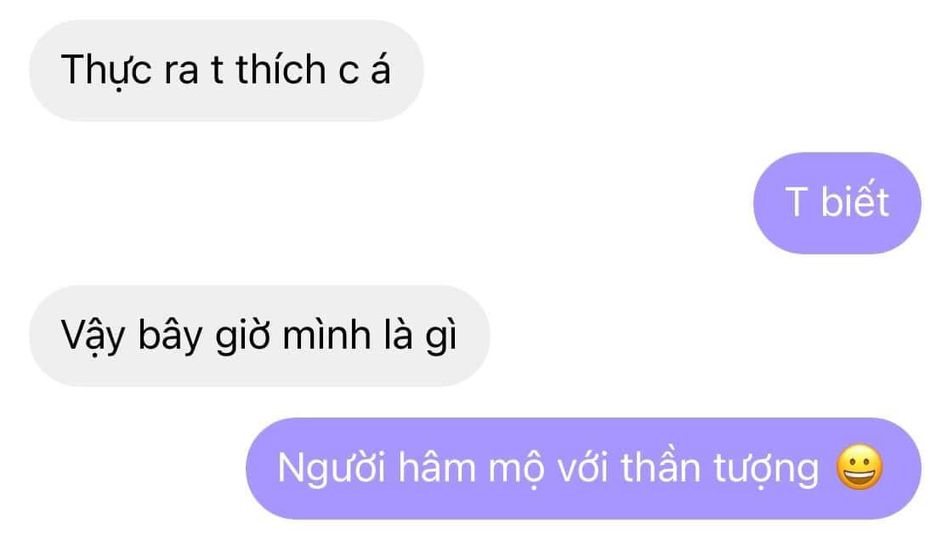 Thực ra t thích c á
T biết
Vậy bây giờ mình là gì
Người hâm mộ với thần tượng 😀